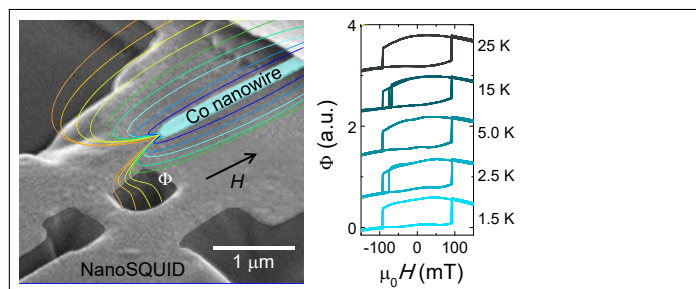 Co nanowire
Φ
H
1 μm
NanoSQUID
Φ (a.u.)
4
2
0
25 K
15 K
5.0 K
2.5 K
1.5 K
-100 0 100
μ₀H (mT)